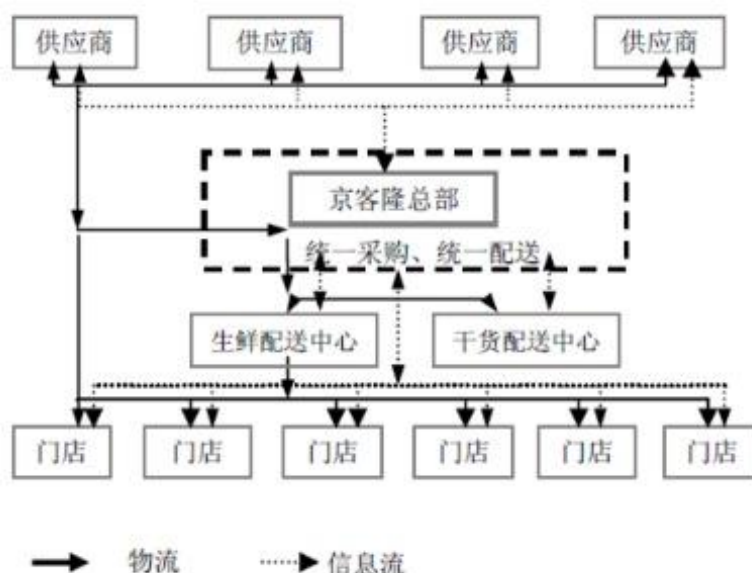 供应商 供应商 供应商 供应商
京客隆总部
统一采购、统一配送
生鲜配送中心 干货配送中心
门店 门店 门店 门店 门店 门店
物流 信息流